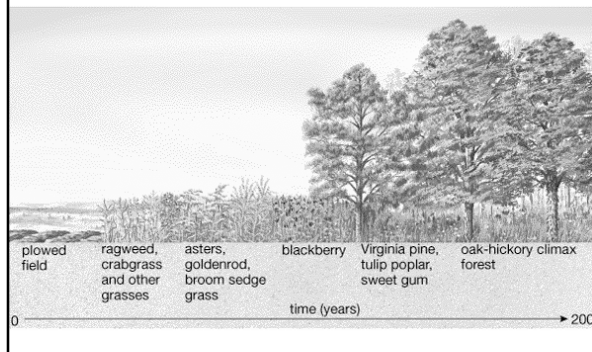 plowed
field
ragweed,
crabgrass
and other
grasses
asters,
goldenrod,
broom sedge
grass
blackberry
Virginia pine,
tulip poplar,
sweet gum
oak-hickory climax
forest
time (years)
0
200